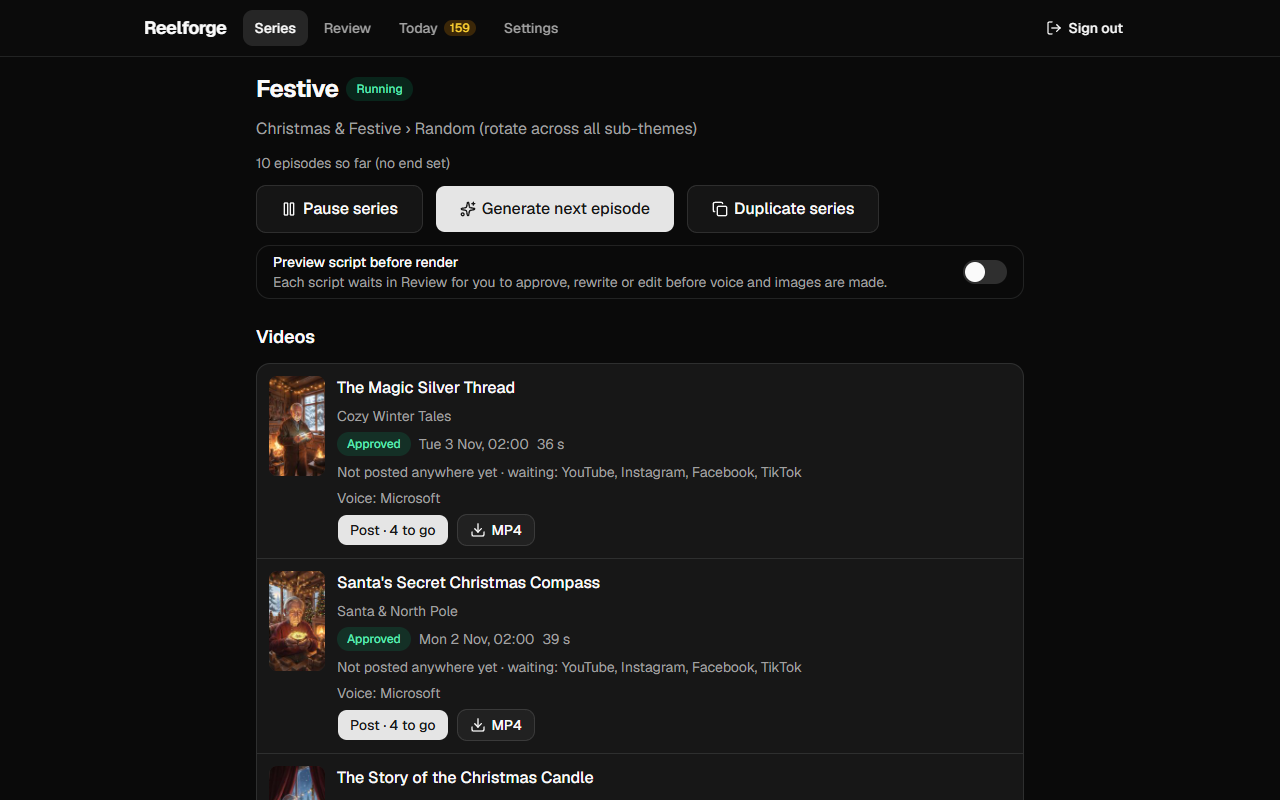 Reelforge
Series
Review
Today 159
Settings
Sign out
Festive Running
Christmas & Festive › Random (rotate across all sub-themes)
10 episodes so far (no end set)
Pause series
Generate next episode
Duplicate series
Preview script before render
Each script waits in Review for you to approve, rewrite or edit before voice and images are made.
Videos
The Magic Silver Thread
Cozy Winter Tales
Approved Tue 3 Nov, 02:00 36 s
Not posted anywhere yet · waiting: YouTube, Instagram, Facebook, TikTok
Voice: Microsoft
Post · 4 to go
MP4
Santa's Secret Christmas Compass
Santa & North Pole
Approved Mon 2 Nov, 02:00 39 s
Not posted anywhere yet · waiting: YouTube, Instagram, Facebook, TikTok
Voice: Microsoft
Post · 4 to go
MP4
The Story of the Christmas Candle